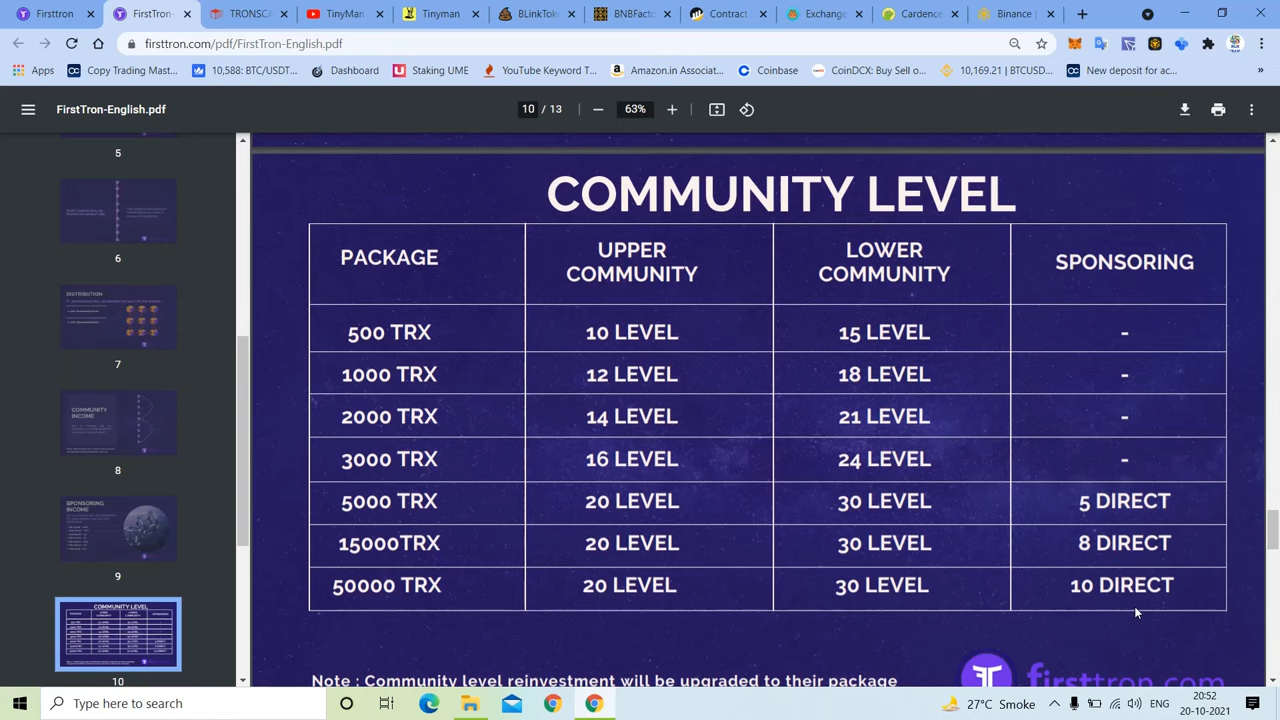 Firsttron
Firsttron
TRONSCA
TinyMan
Tinyman
BLinkTok
BNBFacto
Contract
Exchange
Cardence
Binance |
firsttron.com/pdf/FirstTron-English.pdf
Apps
Copy Trading Mast...
10,588: BTC/USDT...
Dashboard
Staking UME
YouTube Keyword T...
Amazon.in Associat...
Coinbase
CoinDCX: Buy Sell o...
10,169.21 | BTCUSD...
New deposit for ac...
»
FirstTron-English.pdf
10 / 13
63%
5
6
DISTRIBUTION
7
COMMUNITY
INCOME
8
SPONSORING
INCOME
9
COMMUNITY LEVEL
10
COMMUNITY LEVEL
PACKAGE UPPER COMMUNITY LOWER COMMUNITY SPONSORING
500 TRX 10 LEVEL 15 LEVEL -
1000 TRX 12 LEVEL 18 LEVEL -
2000 TRX 14 LEVEL 21 LEVEL -
3000 TRX 16 LEVEL 24 LEVEL -
5000 TRX 20 LEVEL 30 LEVEL 5 DIRECT
15000TRX 20 LEVEL 30 LEVEL 8 DIRECT
50000 TRX 20 LEVEL 30 LEVEL 10 DIRECT
Note : Community level reinvestment will be upgraded to their package
firsttron.com
Type here to search
27°C Smoke
ENG
20:52
20-10-2021